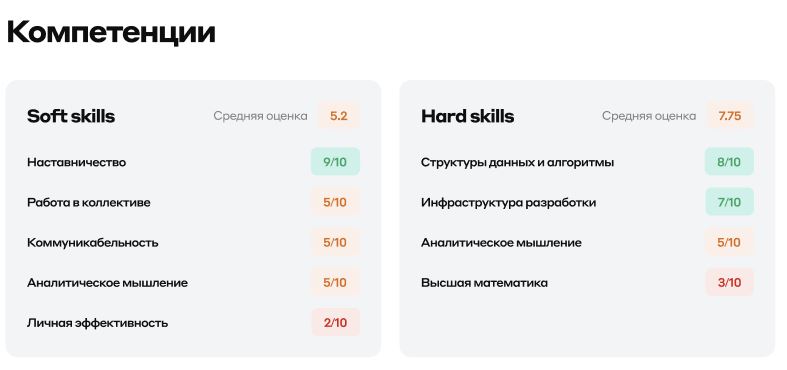 Компетенции
Soft skills Средняя оценка 5.2
Наставничество 9/10
Работа в коллективе 5/10
Коммуникабельность 5/10
Аналитическое мышление 5/10
Личная эффективность 2/10
Hard skills Средняя оценка 7.75
Структуры данных и алгоритмы 8/10
Инфраструктура разработки 7/10
Аналитическое мышление 5/10
Высшая математика 3/10